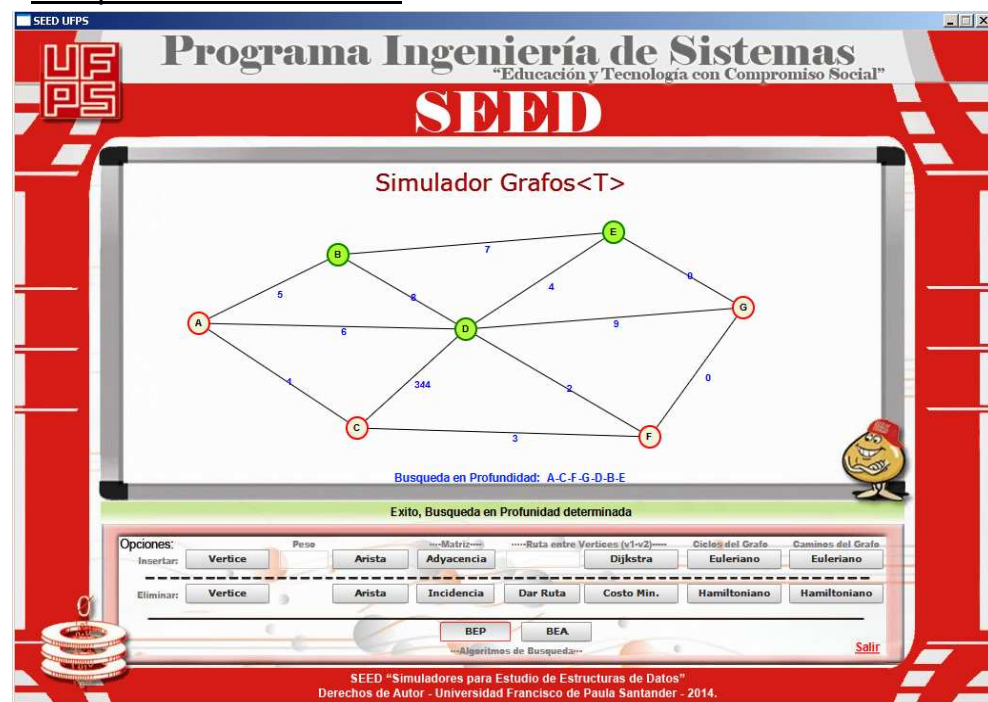 SEED UFPS
UF
PS
Programa Ingeniería de Sistemas
“Educación y Tecnología con Compromiso Social”
SEED
Simulador Grafos<T>
E
B
7
0
5
8
4
G
A
6
D
9
1
344
2
0
C
3
F
Busqueda en Profundidad: A-C-F-G-D-B-E
Exito, Busqueda en Profunidad determinada
Opciones: Peso ----Matriz---- -----Ruta entre Vertices (v1-v2)----- Ciclos del Grafo Caminos del Grafo
Insertar: Vertice Arista Adyacencia Dijkstra Euleriano Euleriano
Eliminar: Vertice Arista Incidencia Dar Ruta Costo Min. Hamiltoniano Hamiltoniano
BEP BEA
---Algoritmos de Busqueda---
Salir
SEED “Simuladores para Estudio de Estructuras de Datos”
Derechos de Autor - Universidad Francisco de Paula Santander - 2014.